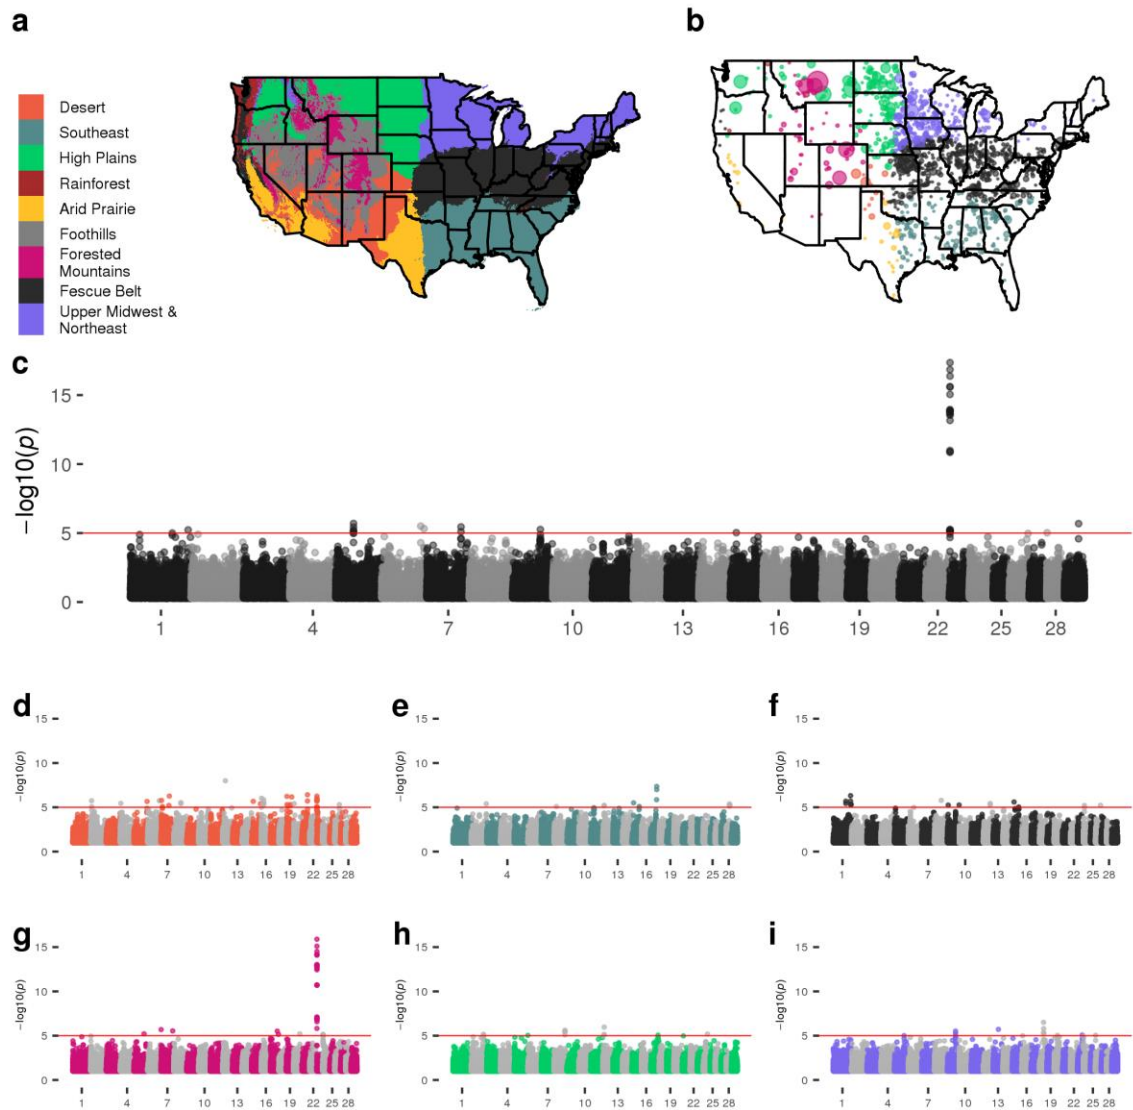 a
b
Desert
Southeast
High Plains
Rainforest
Arid Prairie
Foothills
Forested
Mountains
Fescue Belt
Upper Midwest &
Northeast
c
15
10
5
0
−log10(p)
1 4 7 10 13 16 19 22 25 28
d
15
10
5
0
−log10(p)
1 4 7 10 13 16 19 22 25 28
e
15
10
5
0
−log10(p)
1 4 7 10 13 16 19 22 25 28
f
15
10
5
0
−log10(p)
1 4 7 10 13 16 19 22 25 28
g
15
10
5
0
−log10(p)
1 4 7 10 13 16 19 22 25 28
h
15
10
5
0
−log10(p)
1 4 7 10 13 16 19 22 25 28
i
15
10
5
0
−log10(p)
1 4 7 10 13 16 19 22 25 28